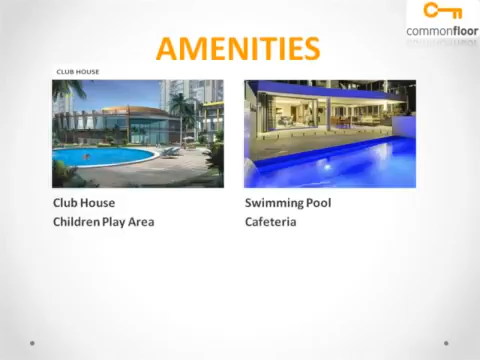 commonfloor
AMENITIES
CLUB HOUSE
Club House
Children Play Area
Swimming Pool
Cafeteria